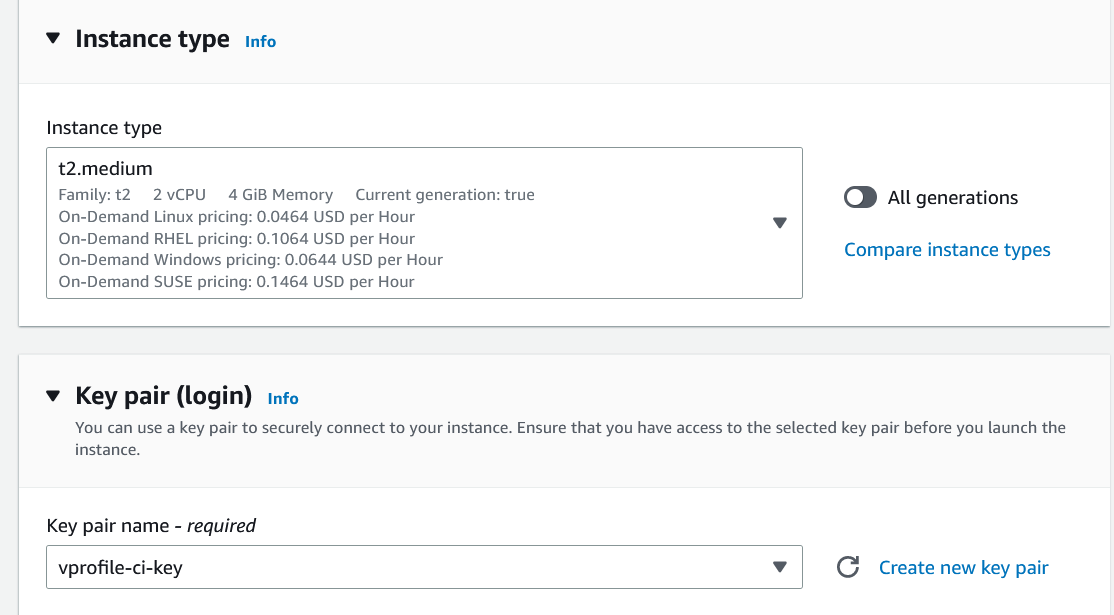 Instance type Info
Instance type
t2.medium
Family: t2 2 vCPU 4 GiB Memory Current generation: true
On-Demand Linux pricing: 0.0464 USD per Hour
On-Demand RHEL pricing: 0.1064 USD per Hour
On-Demand Windows pricing: 0.0644 USD per Hour
On-Demand SUSE pricing: 0.1464 USD per Hour
All generations
Compare instance types
Key pair (login) Info
You can use a key pair to securely connect to your instance. Ensure that you have access to the selected key pair before you launch the
instance.
Key pair name - required
vprofile-ci-key
Create new key pair